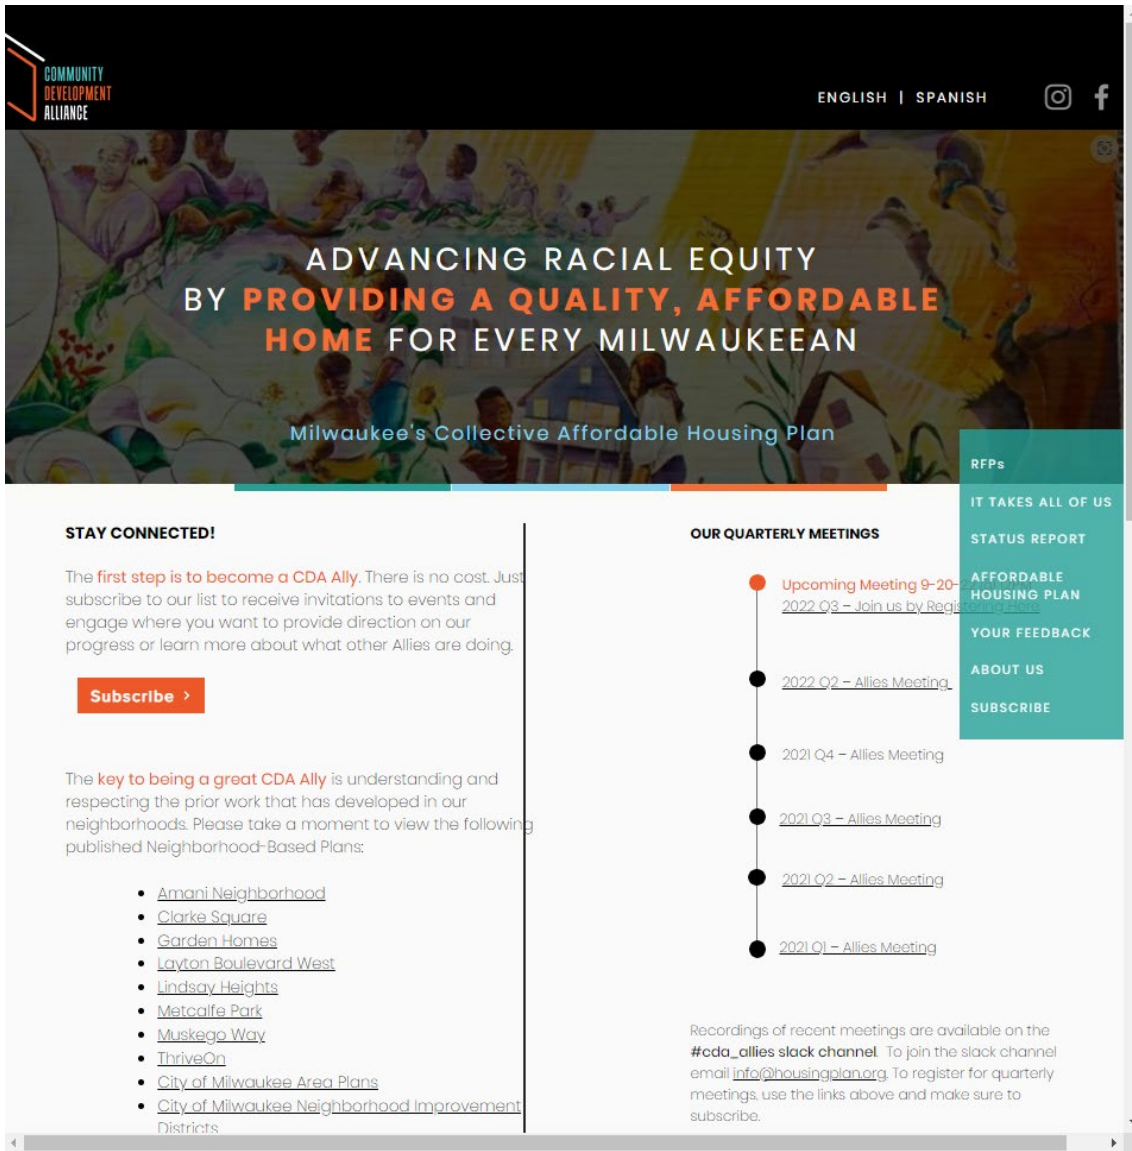 COMMUNITY
DEVELOPMENT
ALLIANCE
ENGLISH | SPANISH
ADVANCING RACIAL EQUITY
BY PROVIDING A QUALITY, AFFORDABLE
HOME FOR EVERY MILWAUKEEAN
Milwaukee's Collective Affordable Housing Plan
RFPs
IT TAKES ALL OF US
STATUS REPORT
AFFORDABLE
HOUSING PLAN
YOUR FEEDBACK
ABOUT US
SUBSCRIBE
STAY CONNECTED!
The first step is to become a CDA Ally. There is no cost. Just
subscribe to our list to receive invitations to events and
engage where you want to provide direction on our
progress or learn more about what other Allies are doing.
Subscribe >
The key to being a great CDA Ally is understanding and
respecting the prior work that has developed in our
neighborhoods. Please take a moment to view the following
published Neighborhood-Based Plans:
• Amani Neighborhood
• Clarke Square
• Garden Homes
• Layton Boulevard West
• Lindsay Heights
• Metcalfe Park
• Muskego Way
• ThriveOn
• City of Milwaukee Area Plans
• City of Milwaukee Neighborhood Improvement
Districts
OUR QUARTERLY MEETINGS
Upcoming Meeting 9-20-
2022 Q3 – Join us by Registering Here
2022 Q2 – Allies Meeting
2021 Q4 – Allies Meeting
2021 Q3 – Allies Meeting
2021 Q2 – Allies Meeting
2021 Q1 – Allies Meeting
Recordings of recent meetings are available on the
#cda_allies slack channel. To join the slack channel
email info@housingplan.org. To register for quarterly
meetings, use the links above and make sure to
subscribe.